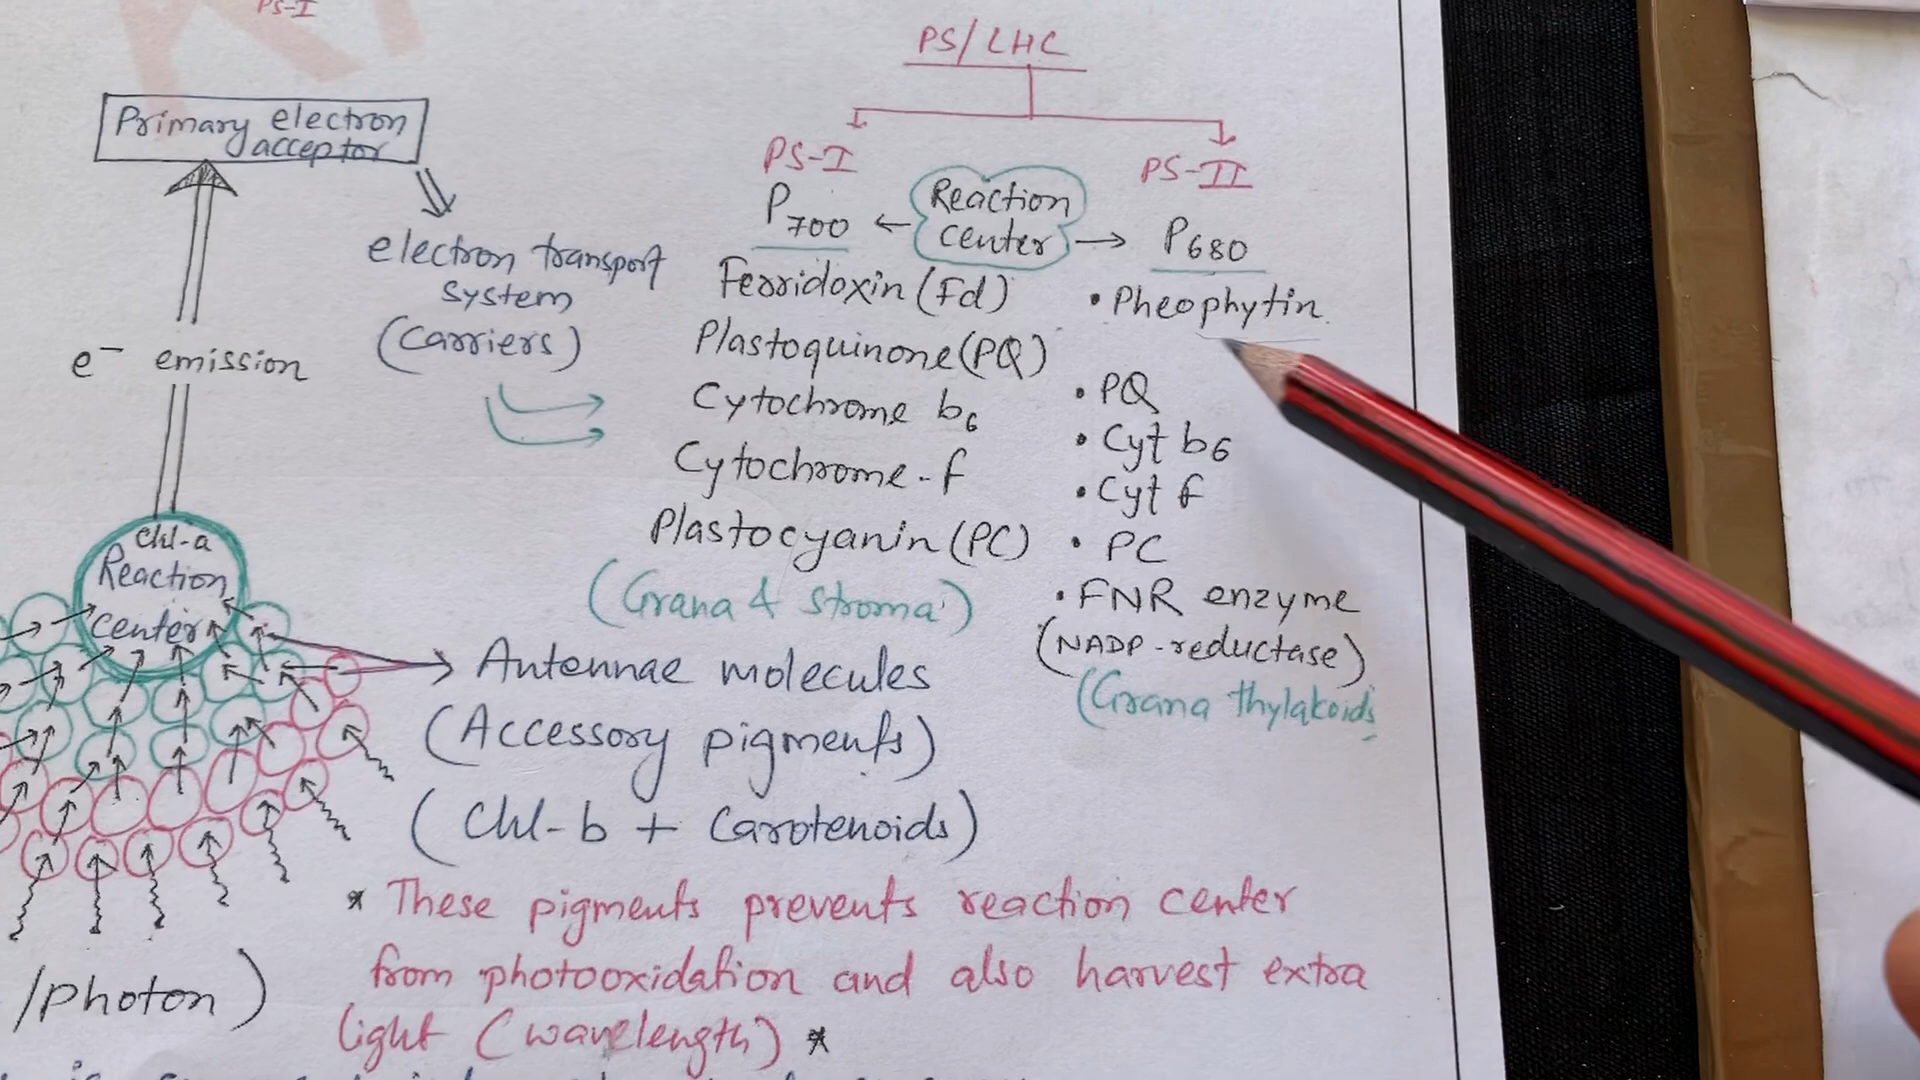 PS-I
PS/LHC
Primary electron
acceptor
PS-I
PS-II
Reaction
center
P700
P680
electron transport
system
(Carriers)
e- emission
Ferridoxin (Fd)
Plastoquinone (PQ)
Cytochrome b6
Cytochrome-f
Plastocyanin (PC)
(Grana & stroma)
• Pheophytin
• PQ
• Cyt b6
• Cyt f
• PC
• FNR enzyme
(NADP-reductase)
(Grana thylakoids
Chl-a
Reaction
center
Antennae molecules
(Accessory pigments)
(Chl-b + Carotenoids)
* These pigments prevents reaction center
from photooxidation and also harvest extra
light (wavelength) *
/photon)